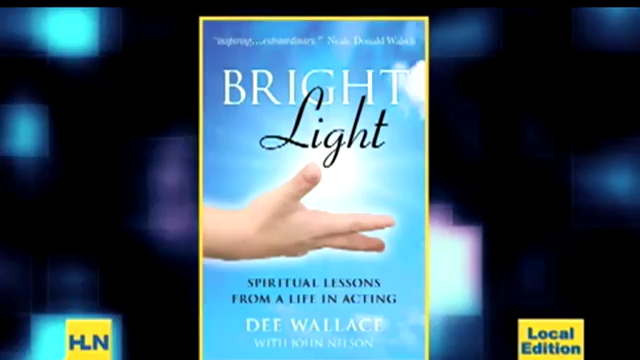 "inspiring...extraordinary." Neale Donald Walsch
BRIGHT
Light
SPIRITUAL LESSONS
FROM A LIFE IN ACTING
DEE WALLACE
WITH JOHN NELSON
HLN
Local
Edition